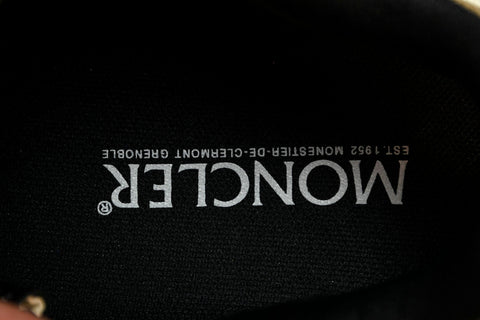 MONCLER®
EST. 1952 MONESTIER-DE-CLERMONT GRENOBLE